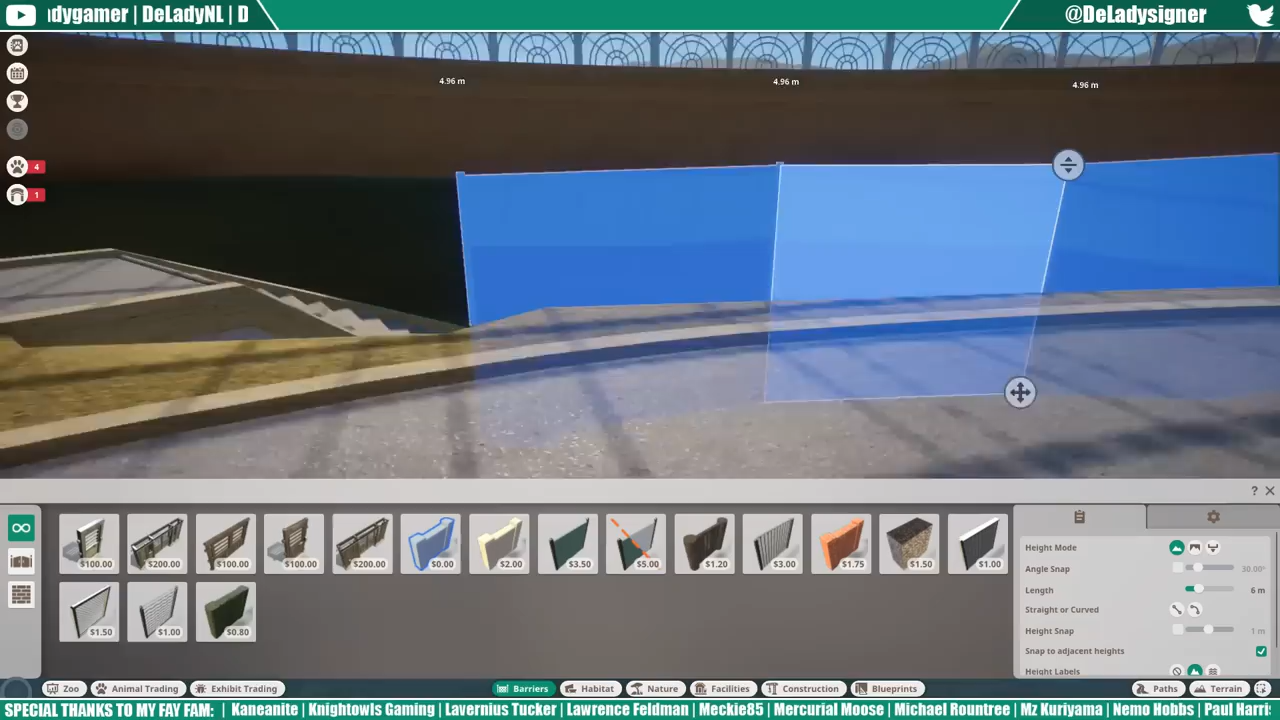 dygamer | DeLadyNL | D
@DeLadysigner
4.96 m
4.96 m
4.96 m
4
1
?
$100.00
$200.00
$100.00
$100.00
$200.00
$0.00
$2.00
$3.50
$5.00
$1.20
$3.00
$1.75
$1.50
$1.00
$1.50
$1.00
$0.80
Height Mode
Angle Snap 30.00°
Length 6 m
Straight or Curved
Height Snap 1 m
Snap to adjacent heights
Height Labels
Zoo
Animal Trading
Exhibit Trading
Barriers
Habitat
Nature
Facilities
Construction
Blueprints
Paths
Terrain
SPECIAL THANKS TO MY FAY FAM: | Kaneanite | Knightowls Gaming | Lavernius Tucker | Lawrence Feldman | Meckie85 | Mercurial Moose | Michael Rountree | Mz Kuriyama | Nemo Hobbs | Paul Harri